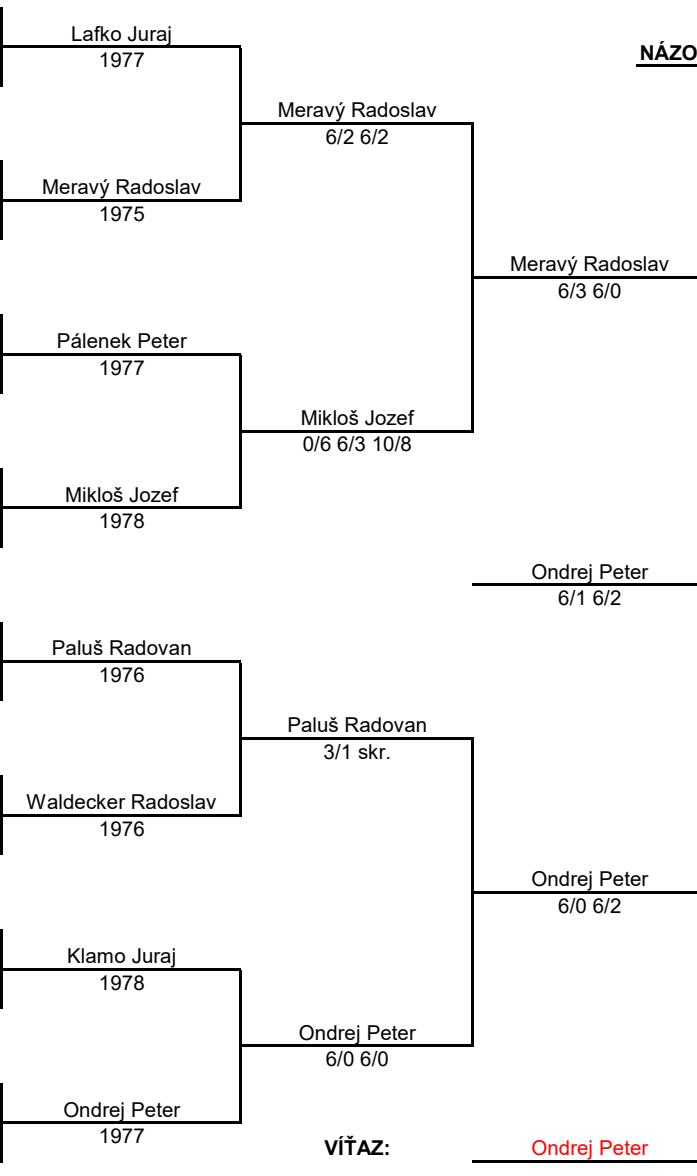 Lafko Juraj
1977
NÁZO
Meravý Radoslav
6/2 6/2
Meravý Radoslav
1975
Meravý Radoslav
6/3 6/0
Pálenek Peter
1977
Mikloš Jozef
0/6 6/3 10/8
Mikloš Jozef
1978
Ondrej Peter
6/1 6/2
Paluš Radovan
1976
Paluš Radovan
3/1 skr.
Waldecker Radoslav
1976
Ondrej Peter
6/0 6/2
Klamo Juraj
1978
Ondrej Peter
6/0 6/0
Ondrej Peter
1977
VÍŤAZ: Ondrej Peter